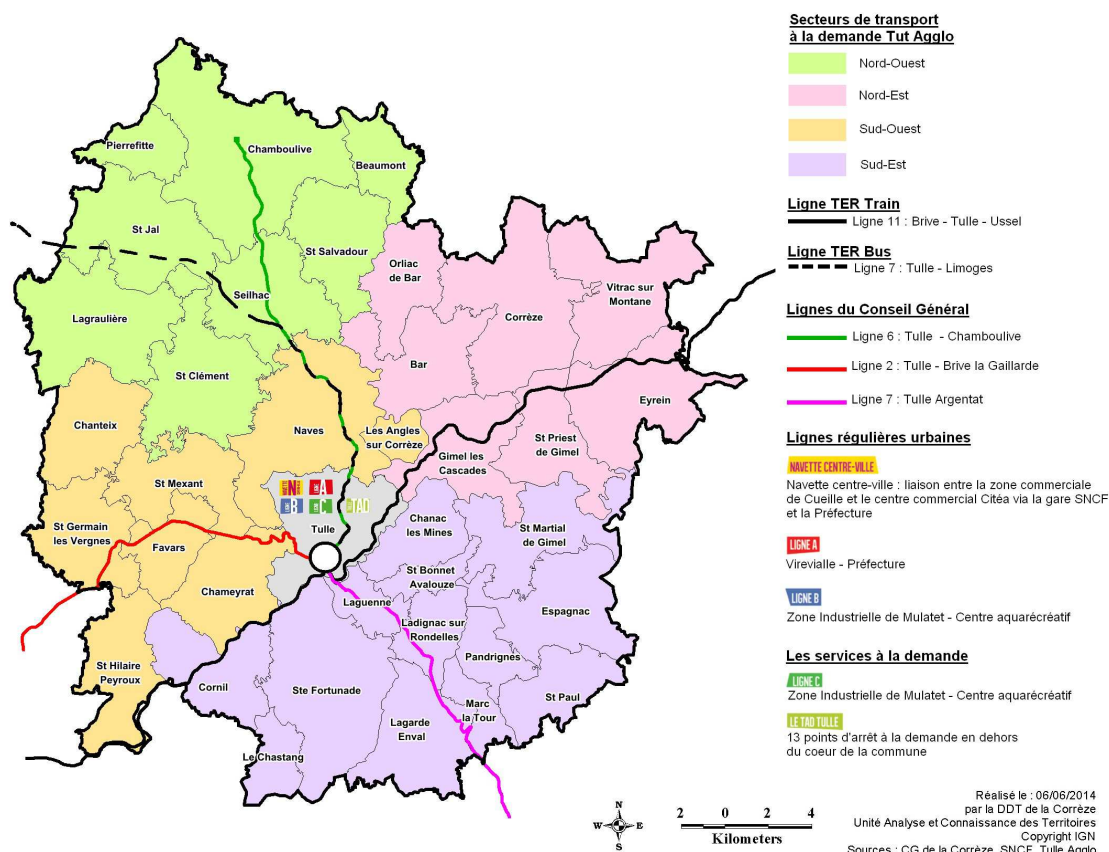 Secteurs de transport
à la demande Tut Agglo
Nord-Ouest
Nord-Est
Sud-Ouest
Sud-Est
Ligne TER Train
Ligne 11 : Brive - Tulle - Ussel
Ligne TER Bus
Ligne 7 : Tulle - Limoges
Lignes du Conseil Général
Ligne 6 : Tulle - Chamboulive
Ligne 2 : Tulle - Brive la Gaillarde
Ligne 7 : Tulle Argentat
Lignes régulières urbaines
NAVETTE CENTRE-VILLE
Navette centre-ville : liaison entre la zone commerciale
de Cueille et le centre commercial Citéa via la gare SNCF
et la Préfecture
LIGNE A
Virevialle - Préfecture
LIGNE B
Zone Industrielle de Mulatet - Centre aquarécréatif
Les services à la demande
LIGNE C
Zone Industrielle de Mulatet - Centre aquarécréatif
LE TAD TULLE
13 points d'arrêt à la demande en dehors
du coeur de la commune
Pierrefitte
Chamboulive
Beaumont
St Jal
St Salvadour
Orliac
de Bar
Seilhac
Vitrac sur
Montane
Lagraulière
Corrèze
Bar
St Clément
Eyrein
Chanteix
Naves
Les Angles
sur Corrèze
St Priest
de Gimel
Gimel les
Cascades
St Mexant
N
LIGNE A
LIGNE B
LIGNE C
TAD
Tulle
Chanac
les Mines
St Martial
de Gimel
St Germain
les Vergnes
Favars
St Bonnet
Avalouze
Chameyrat
Laguenne
Espagnac
Ladignac sur
Rondelles
Pandrignes
St Hilaire
Peyroux
Cornil
Ste Fortunade
St Paul
Marc
la Tour
Lagarde
Enval
Le Chastang
N
W E
S
2 0 2 4
Kilometers
Réalisé le : 06/06/2014
par la DDT de la Corrèze
Unité Analyse et Connaissance des Territoires
Copyright IGN
Sources : CG de la Corrèze, SNCF, Tulle Agglo